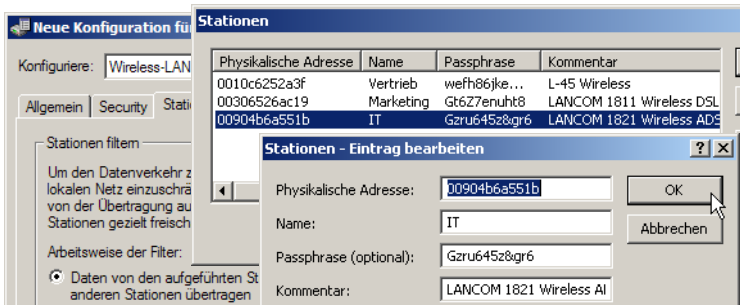 Neue Konfiguration fü
Konfiguriere: Wireless-LAN
Allgemein Security Stati
Stationen filtern
Um den Datenverkehr z
lokalen Netz einzuschrä
von der Übertragung au
Stationen gezielt freisch
Arbeitsweise der Filter:
Daten von den aufgeführten St
anderen Stationen übertragen
Stationen
Physikalische Adresse Name Passphrase Kommentar
0010c6252a3f Vertrieb wefh86jke... L-45 Wireless
00306526ac19 Marketing Gt6Z7enuht8 LANCOM 1811 Wireless DSL
00904b6a551b IT Gzru645z&gr6 LANCOM 1821 Wireless ADS
Stationen - Eintrag bearbeiten
Physikalische Adresse: 00904b6a551b OK
Name: IT Abbrechen
Passphrase (optional): Gzru645z&gr6
Kommentar: LANCOM 1821 Wireless AI